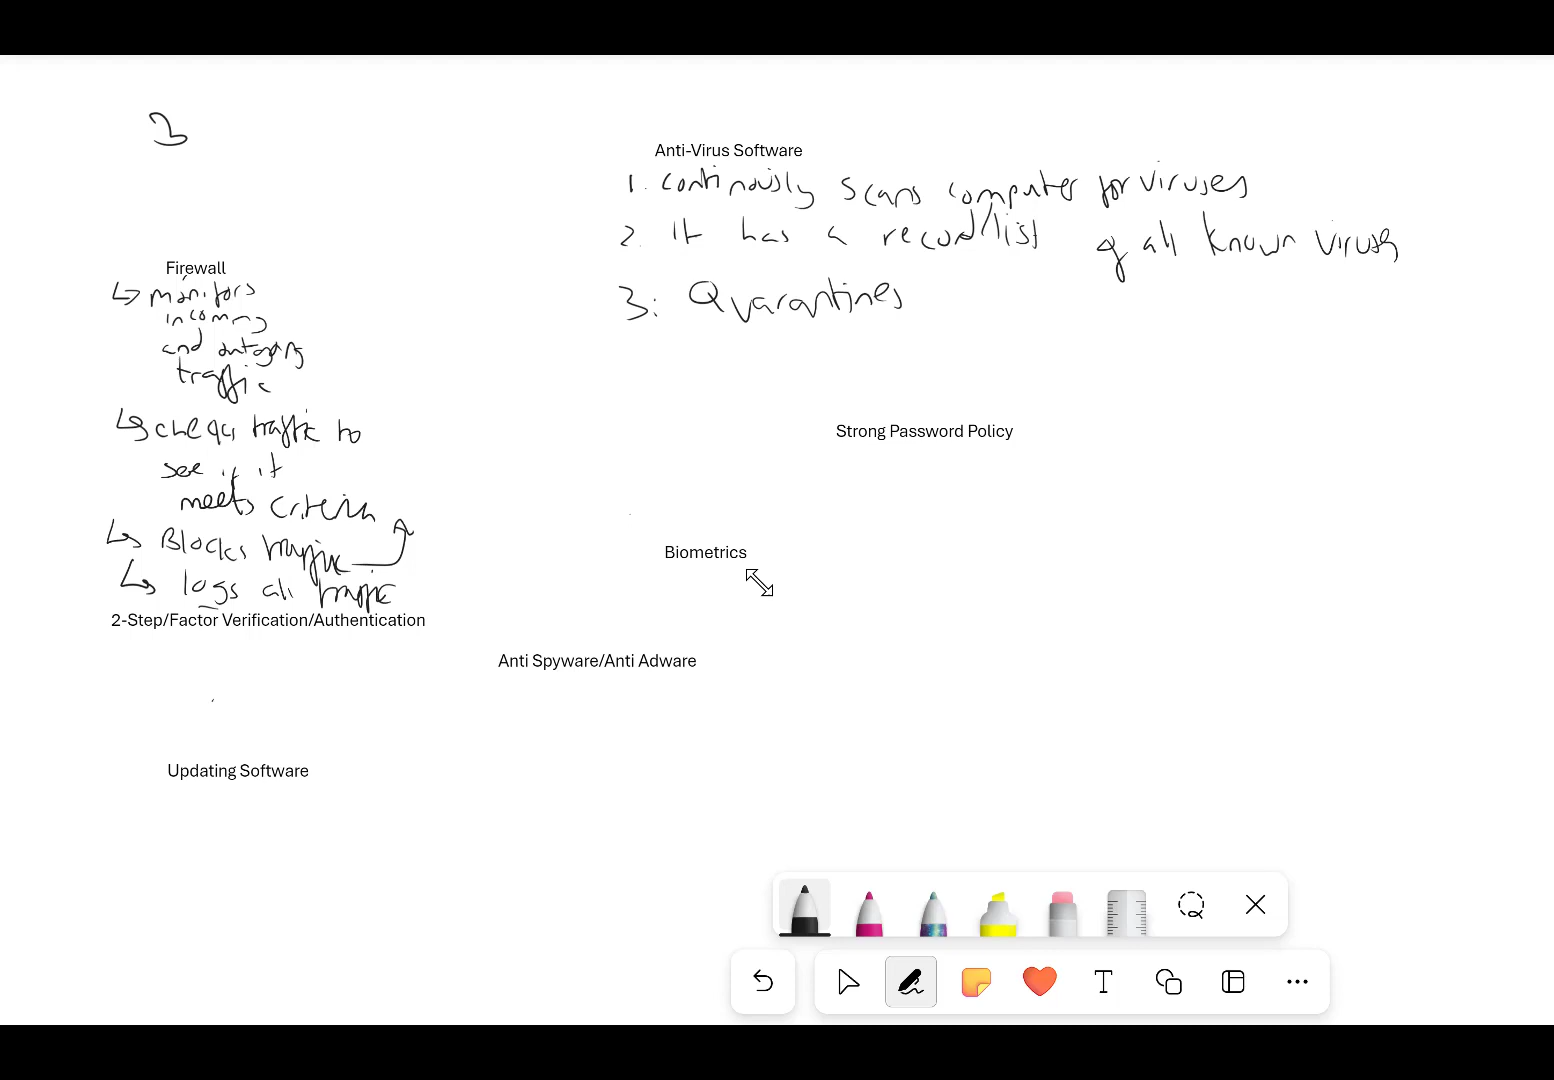 3
Anti-Virus Software
1. continously scans computer for viruses
2. It has a record/list of all known viruses
3: Quarantines
Firewall
↳ monitors
incoming
and outgoing
traffic
↳ checks traffic to
see if it
meets criteria
↳ Blocks traffic
↳ logs all traffic
Strong Password Policy
Biometrics
2-Step/Factor Verification/Authentication
Anti Spyware/Anti Adware
Updating Software